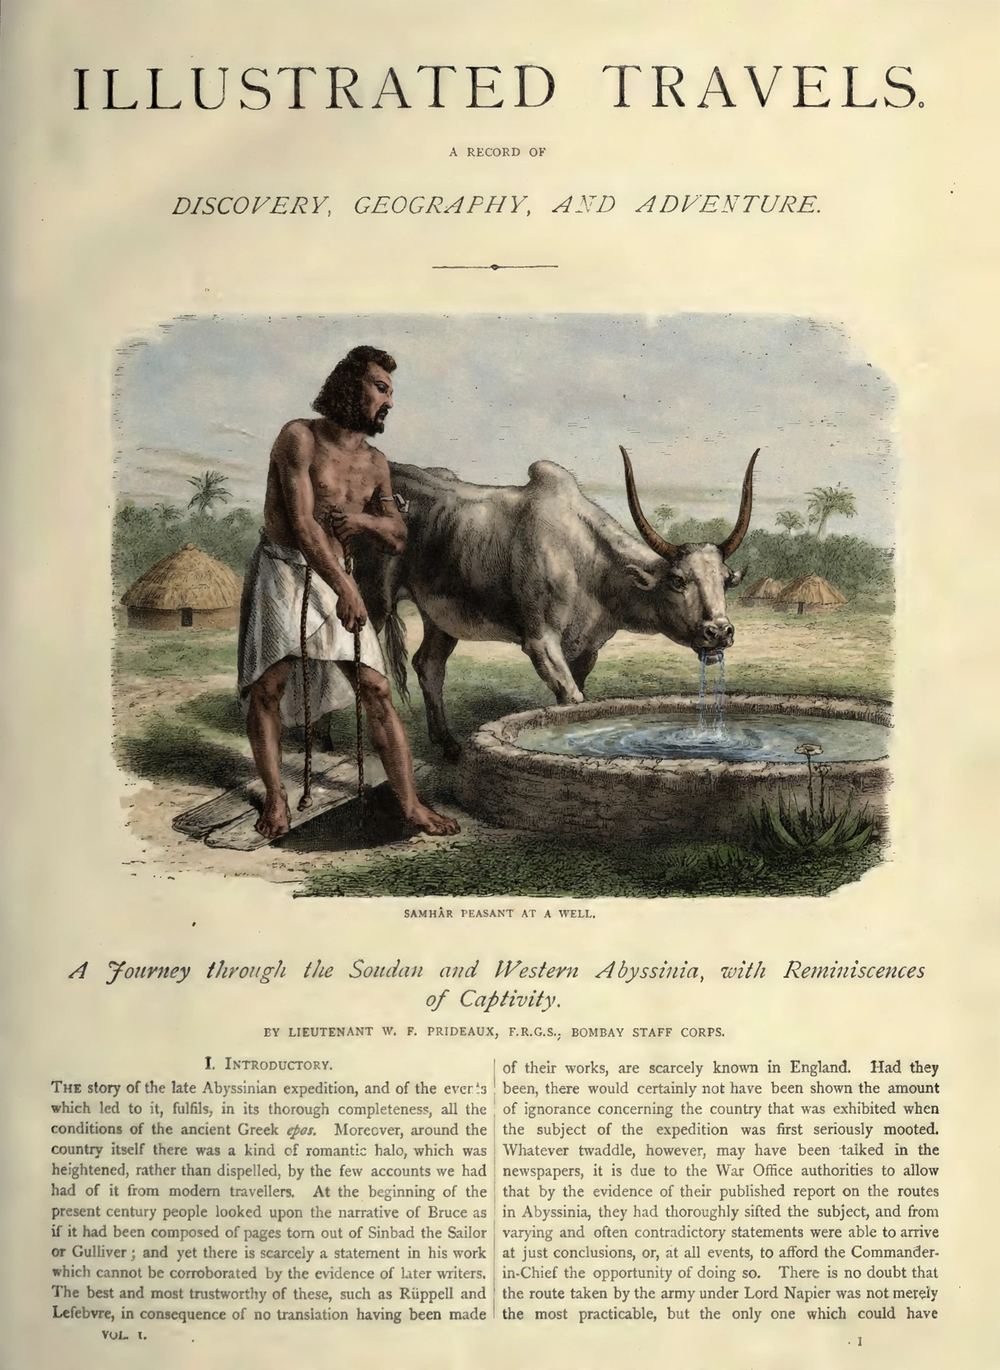 ILLUSTRATED TRAVELS.
A RECORD OF
DISCOVERY, GEOGRAPHY, AND ADVENTURE.
SAMHÂR PEASANT AT A WELL.
A Journey through the Soudan and Western Abyssinia, with Reminiscences
of Captivity.
BY LIEUTENANT W. F. PRIDEAUX, F.R.G.S., BOMBAY STAFF CORPS.
I. INTRODUCTORY.
THE story of the late Abyssinian expedition, and of the events
which led to it, fulfils, in its thorough completeness, all the
conditions of the ancient Greek epos. Moreover, around the
country itself there was a kind of romantic halo, which was
heightened, rather than dispelled, by the few accounts we had
had of it from modern travellers. At the beginning of the
present century people looked upon the narrative of Bruce as
if it had been composed of pages torn out of Sinbad the Sailor
or Gulliver; and yet there is scarcely a statement in his work
which cannot be corroborated by the evidence of later writers.
The best and most trustworthy of these, such as Rüppell and
Lefebvre, in consequence of no translation having been made
of their works, are scarcely known in England. Had they
been, there would certainly not have been shown the amount
of ignorance concerning the country that was exhibited when
the subject of the expedition was first seriously mooted.
Whatever twaddle, however, may have been talked in the
newspapers, it is due to the War Office authorities to allow
that by the evidence of their published report on the routes
in Abyssinia, they had thoroughly sifted the subject, and from
varying and often contradictory statements were able to arrive
at just conclusions, or, at all events, to afford the Commander-
in-Chief the opportunity of doing so. There is no doubt that
the route taken by the army under Lord Napier was not merely
the most practicable, but the only one which could have
VOL. I.
1